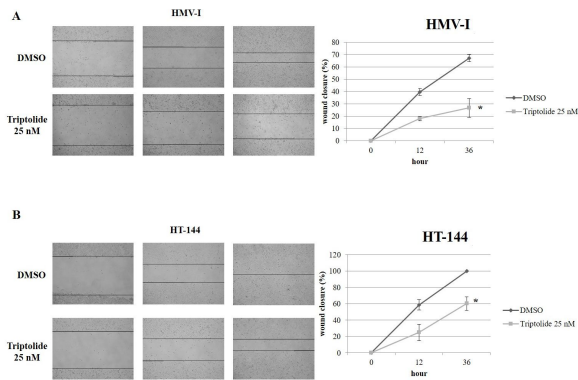 A
HMV-I
DMSO
Triptolide
25 nM
HMV-I
wound closure (%)
80
70
60
50
40
30
20
10
0
0 12 36
hour
DMSO
Triptolide 25 nM
*
B
HT-144
DMSO
Triptolide
25 nM
HT-144
wound closure (%)
120
100
80
60
40
20
0
0 12 36
hour
DMSO
Triptolide 25 nM
*